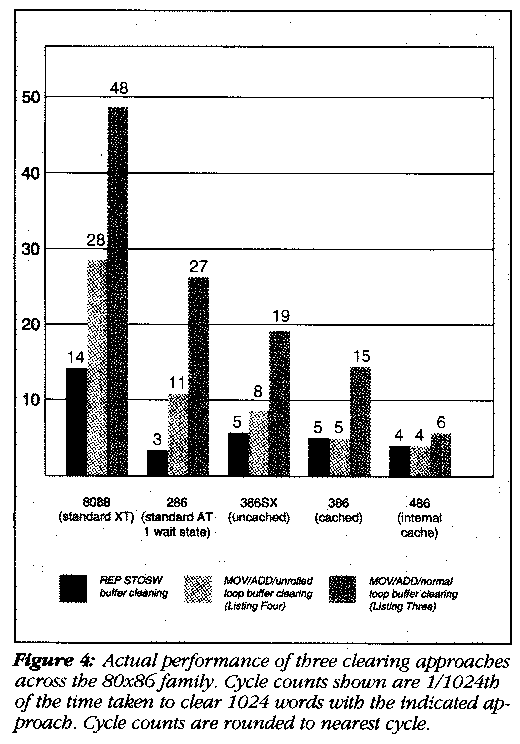 50
40
30
20
10
48
28
14
27
11
3
19
8
5
15
5
5
6
4
4
8088
(standard XT)
286
(standard AT
1 wait state)
386SX
(uncached)
386
(cached)
486
(internal
cache)
REP STOSW
buffer cleaning
MOV/ADD/unrolled
loop buffer clearing
(Listing Four)
MOV/ADD/normal
loop buffer clearing
(Listing Three)
Figure 4: Actual performance of three clearing approaches
across the 80x86 family. Cycle counts shown are 1/1024th
of the time taken to clear 1024 words with the indicated ap-
proach. Cycle counts are rounded to nearest cycle.